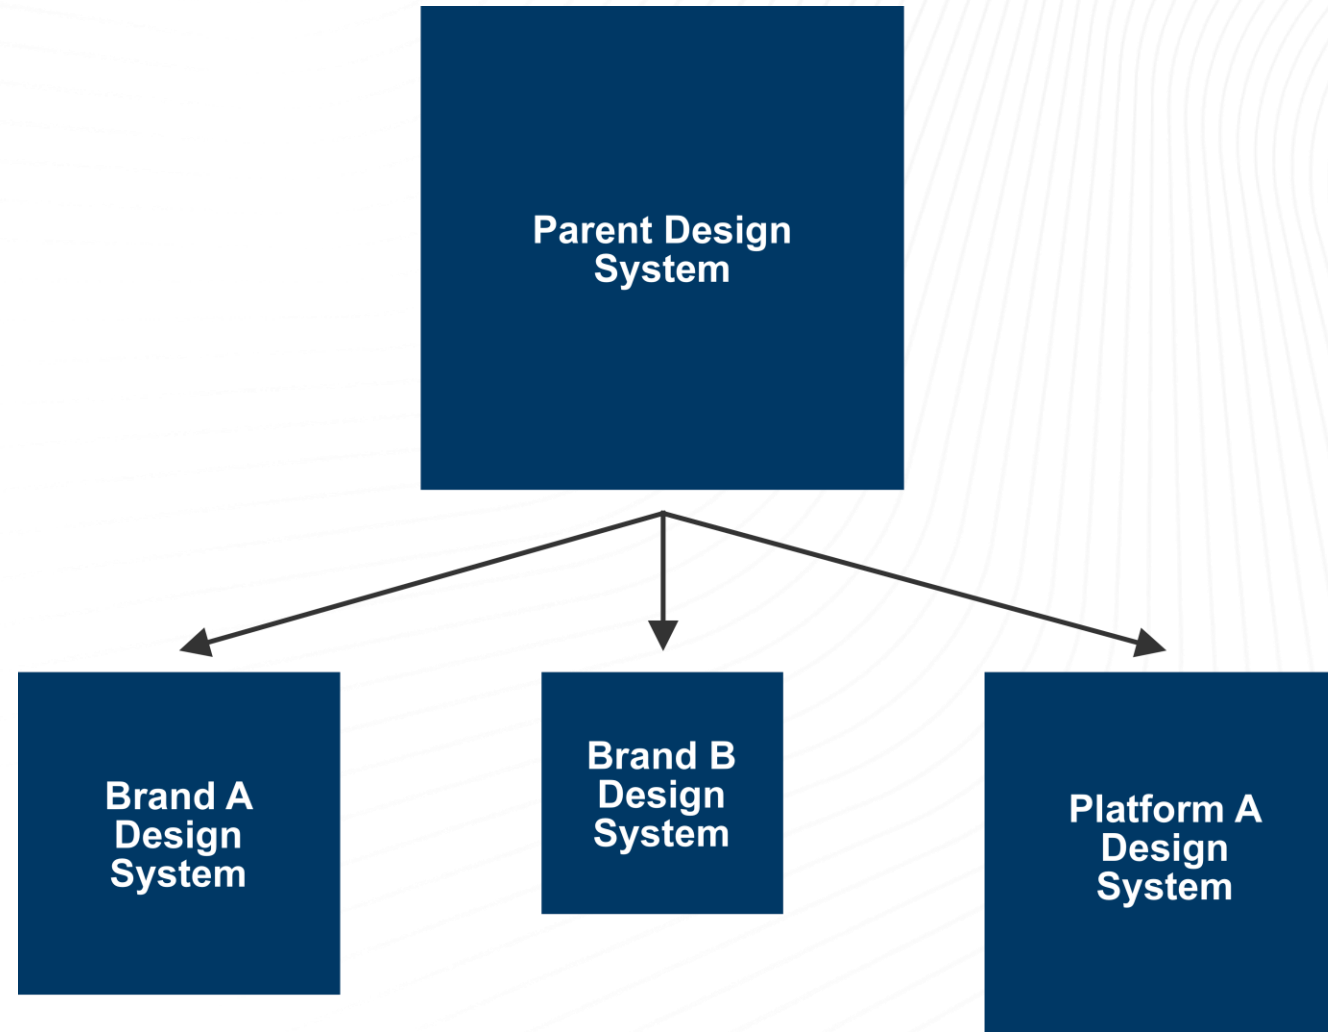 Parent Design
System
Brand A
Design
System
Brand B
Design
System
Platform A
Design
System